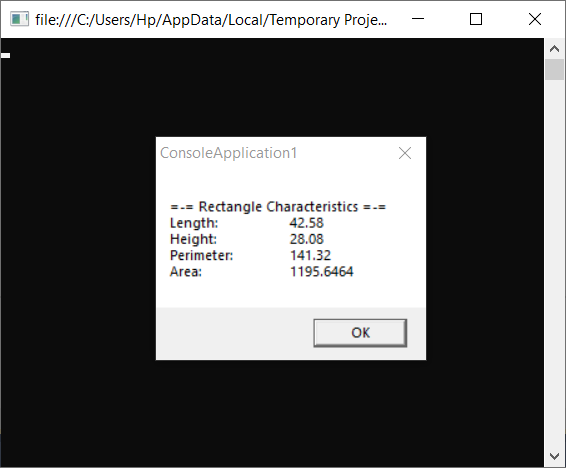 file:///C:/Users/Hp/AppData/Local/Temporary Proje...
ConsoleApplication1
=-= Rectangle Characteristics =-=
Length: 42.58
Height: 28.08
Perimeter: 141.32
Area: 1195.6464
OK